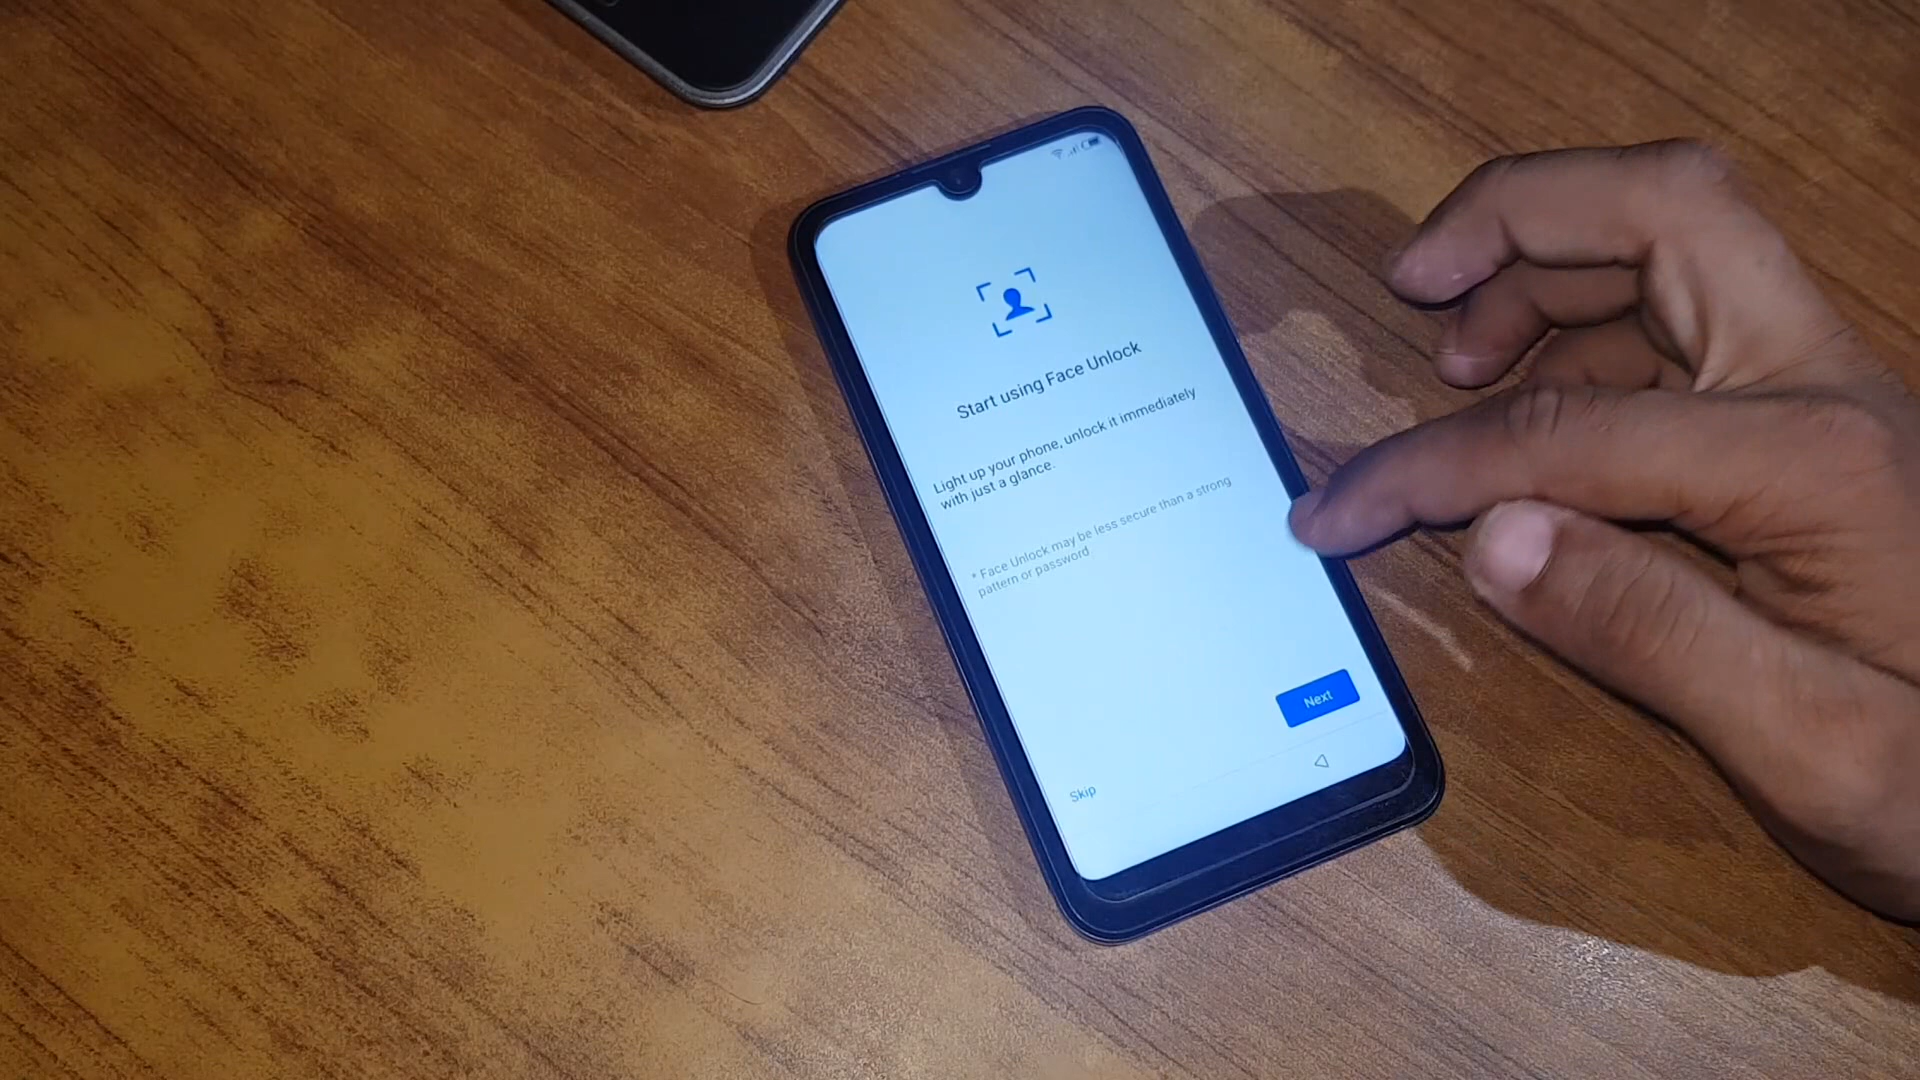 Start using Face Unlock
Light up your phone, unlock it immediately
with just a glance.
* Face Unlock may be less secure than a strong
pattern or password
Next
Skip